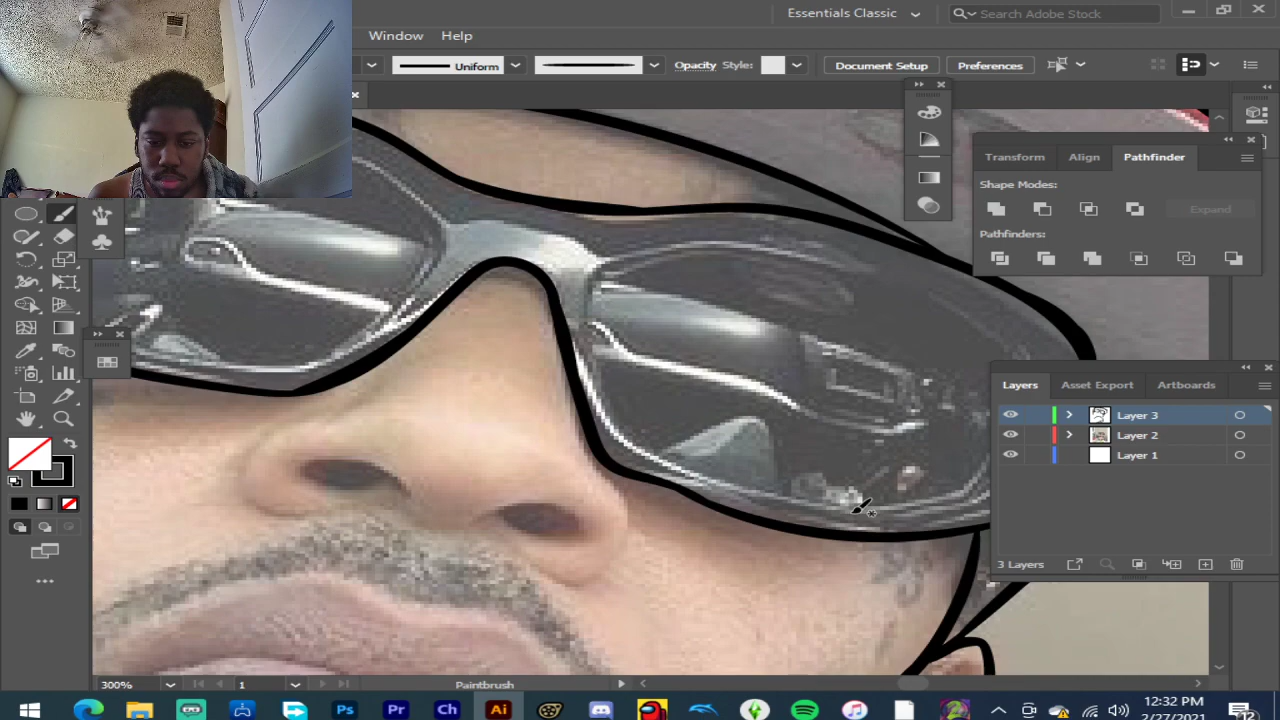 Essentials Classic
Search Adobe Stock
Window Help
Uniform
Opacity Style:
Document Setup
Preferences
Transform Align Pathfinder
Shape Modes:
Expand
Pathfinders:
Layers Asset Export Artboards
Layer 3
Layer 2
Layer 1
3 Layers
300%
1
Paintbrush
Ps
Pr
Ch
Ai
12:32 PM
2/27/2021